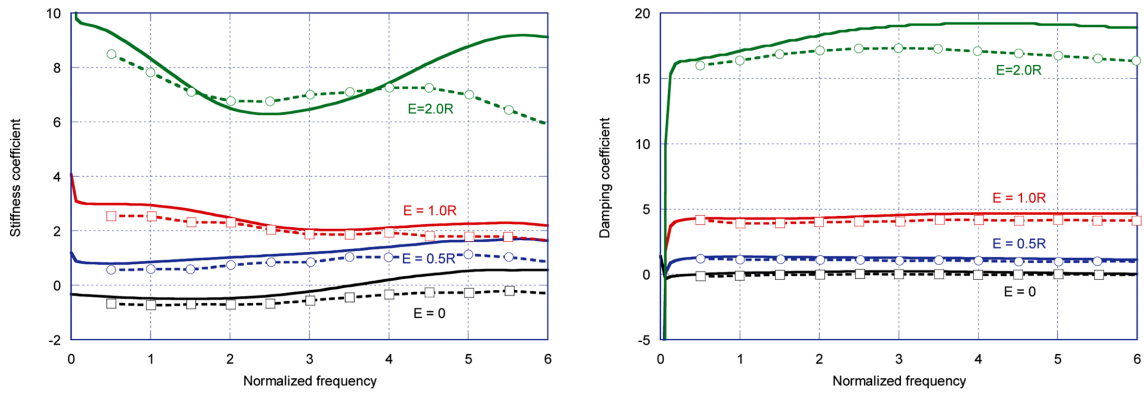 10
8
6
4
2
0
-2
0 1 2 3 4 5 6
Stiffness coefficient
Normalized frequency
E=2.0R
E = 1.0R
E = 0.5R
E = 0
20
15
10
5
0
-5
0 1 2 3 4 5 6
Damping coefficient
Normalized frequency
E=2.0R
E = 1.0R
E = 0.5R
E = 0